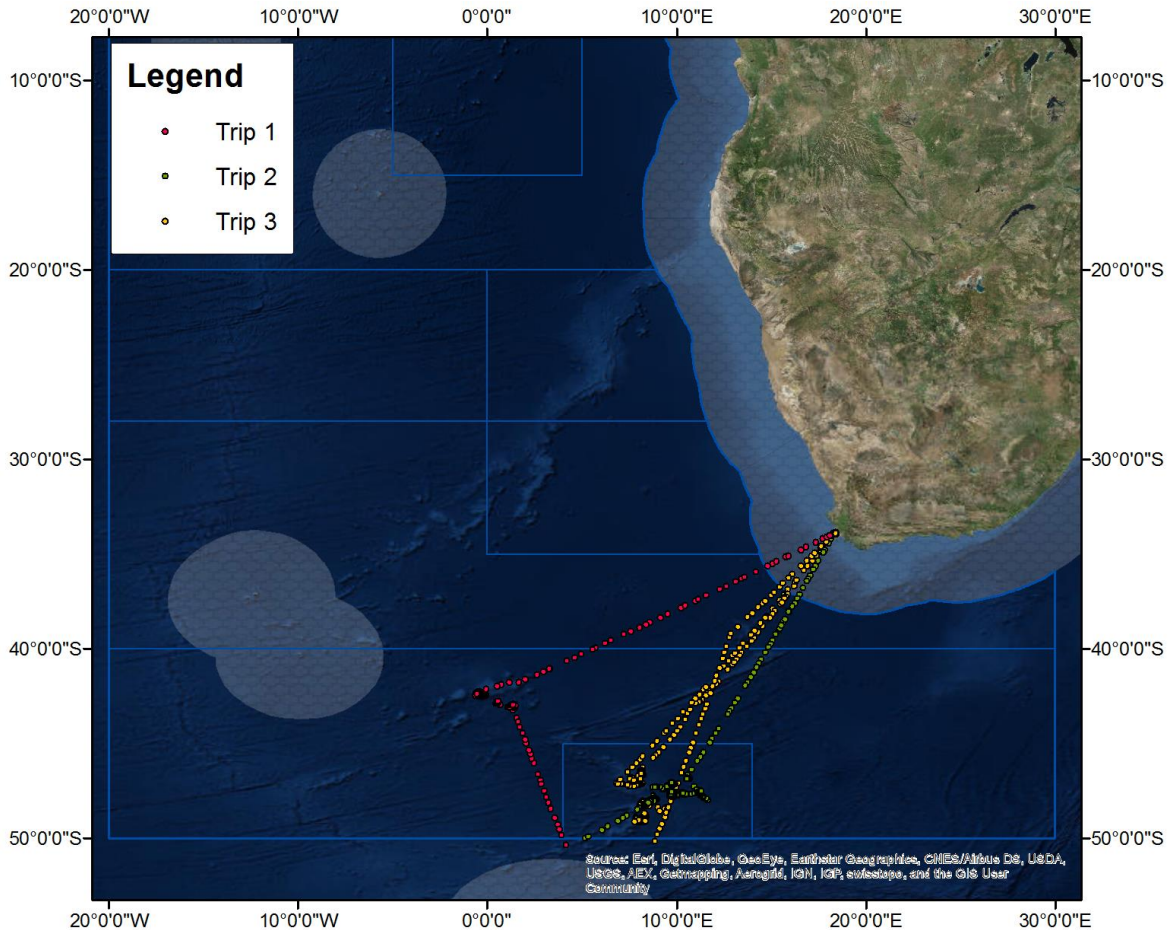 20°0'0"W 10°0'0"W 0°0'0" 10°0'0"E 20°0'0"E 30°0'0"E
Legend
Trip 1
Trip 2
Trip 3
10°0'0"S 10°0'0"S
20°0'0"S 20°0'0"S
30°0'0"S 30°0'0"S
40°0'0"S 40°0'0"S
50°0'0"S 50°0'0"S
Source: Esri, DigitalGlobe, GeoEye, Earthstar Geographics, CNES/Airbus DS, USDA,
USGS, AEX, Getmapping, Aerogrid, IGN, IGP, swisstopo, and the GIS User
Community
20°0'0"W 10°0'0"W 0°0'0" 10°0'0"E 20°0'0"E 30°0'0"E